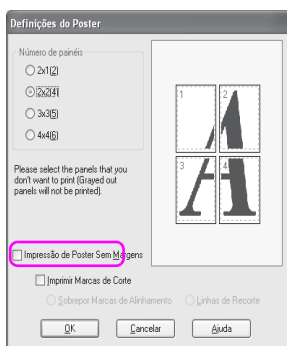 Definições do Poster
Número de painéis
2x1(2)
2x2(4)
3x3(5)
4x4(6)
1 2
3 4
Please select the panels that you
don't want to print (Grayed out
panels will not be printed).
Impressão de Poster Sem Margens
Imprimir Marcas de Corte
Sobrepor Marcas de Alinhamento Linhas de Recorte
OK Cancelar Ajuda